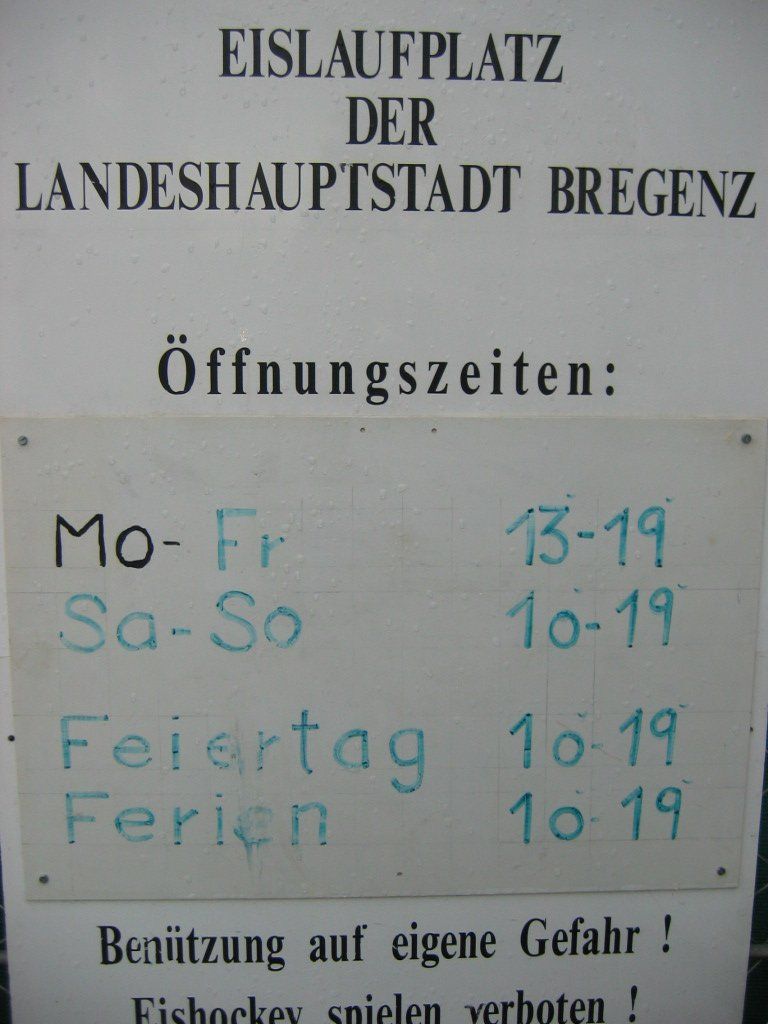 EISLAUFPLATZ
DER
LANDESHAUPTSTADT BREGENZ
Öffnungszeiten:
Mo- Fr 13-19
Sa-So 10-19
Feiertag 10-19
Ferien 10-19
Benützung auf eigene Gefahr !
Eishockey spielen verboten !